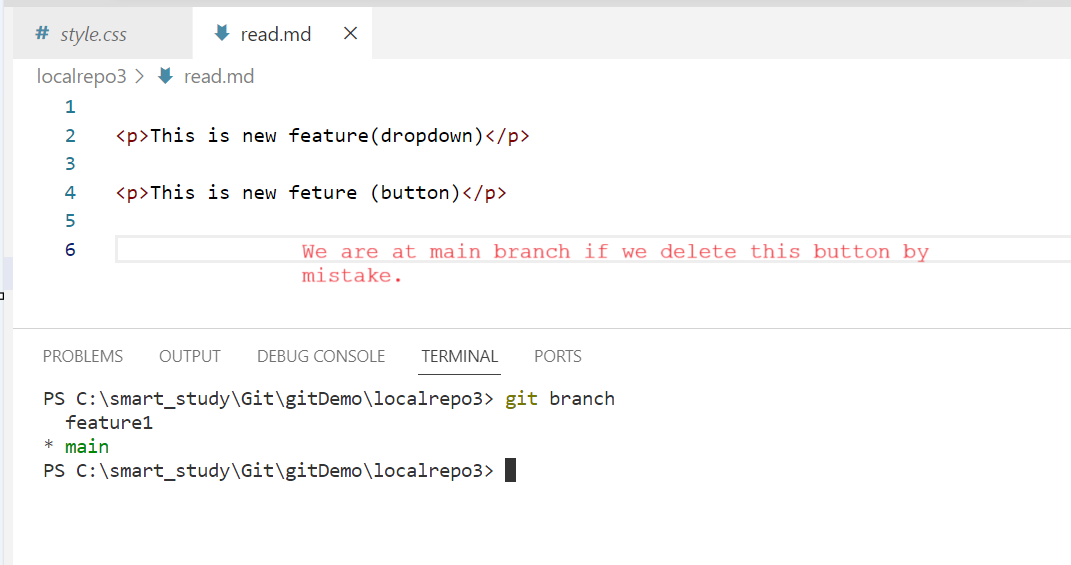 # style.css read.md ×
localrepo3 > read.md
1
2 <p>This is new feature(dropdown)</p>
3
4 <p>This is new feture (button)</p>
5
6 We are at main branch if we delete this button by
mistake.
PROBLEMS OUTPUT DEBUG CONSOLE TERMINAL PORTS
PS C:\smart_study\Git\gitDemo\localrepo3> git branch
feature1
* main
PS C:\smart_study\Git\gitDemo\localrepo3>